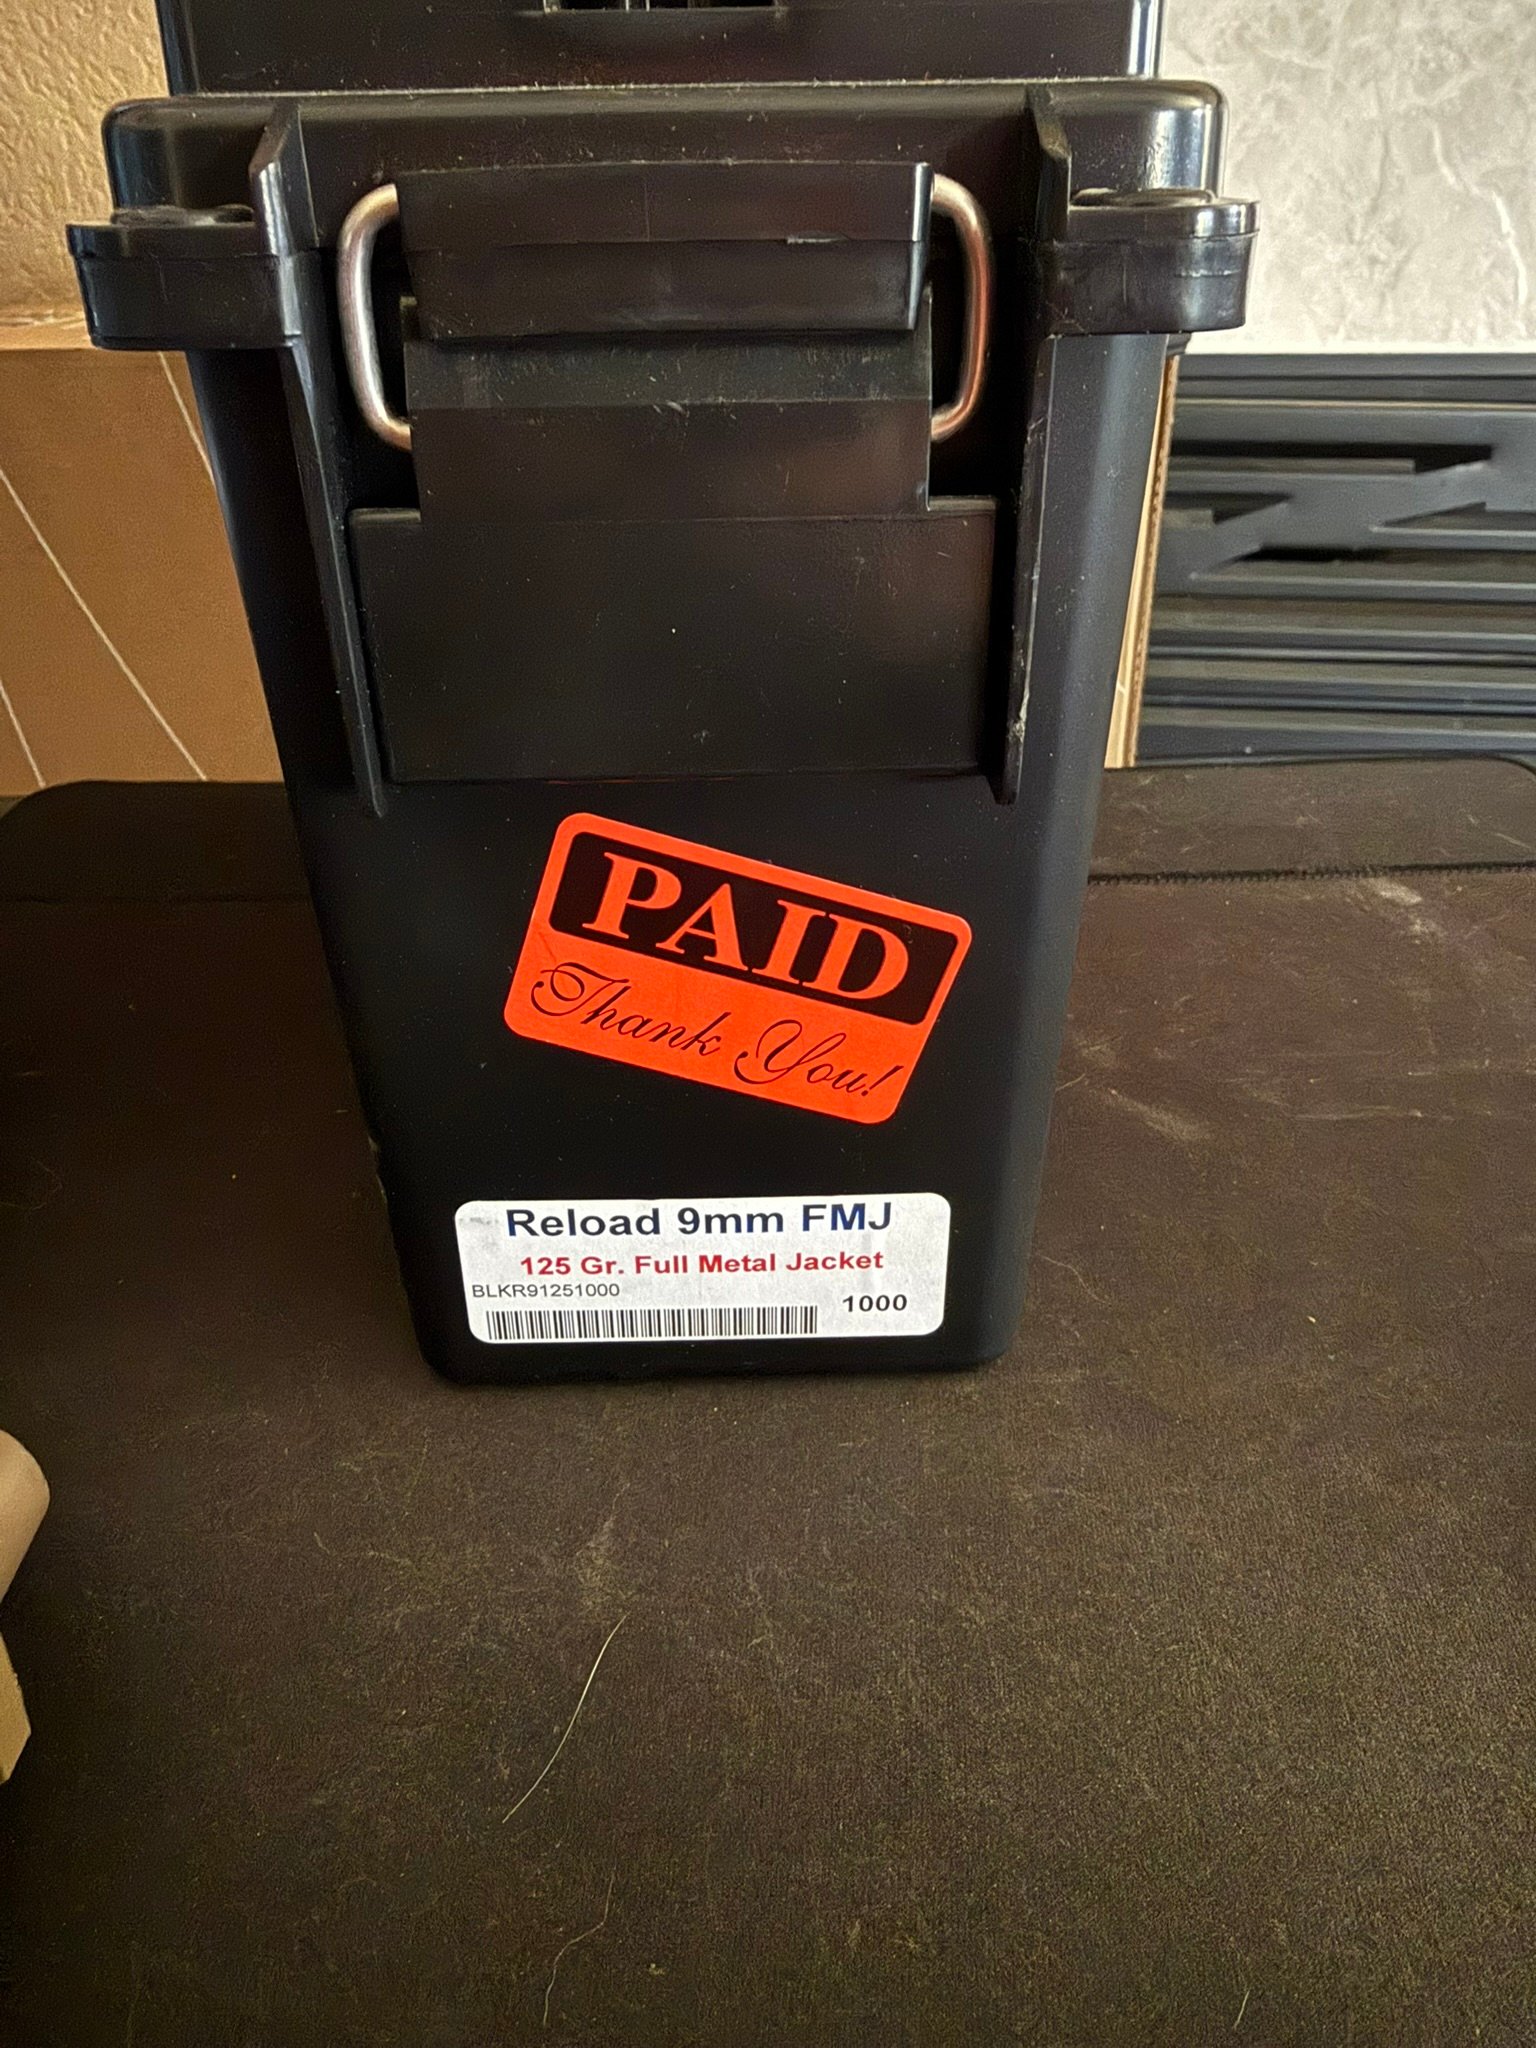 PAID
Thank You!
Reload 9mm FMJ
125 Gr. Full Metal Jacket
BLKR91251000
1000